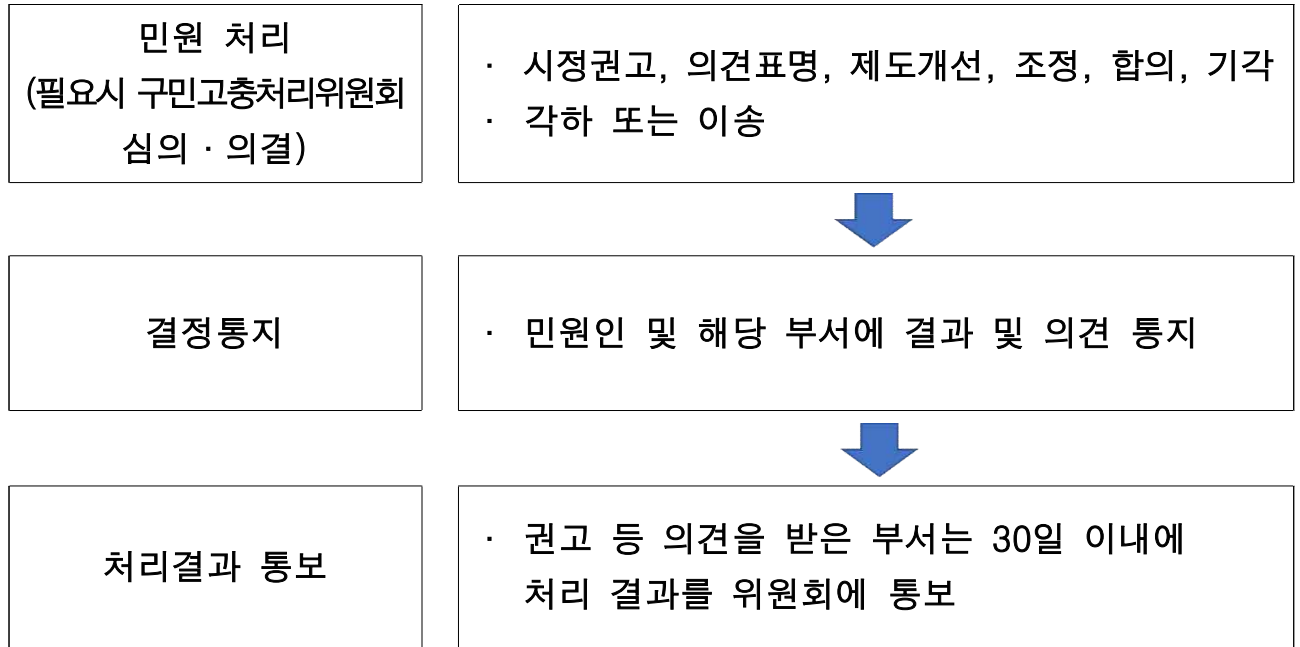 민원 처리
(필요시 구민고충처리위원회
심의 · 의결)
· 시정권고, 의견표명, 제도개선, 조정, 합의, 기각
· 각하 또는 이송
결정통지
· 민원인 및 해당 부서에 결과 및 의견 통지
처리결과 통보
· 권고 등 의견을 받은 부서는 30일 이내에
처리 결과를 위원회에 통보